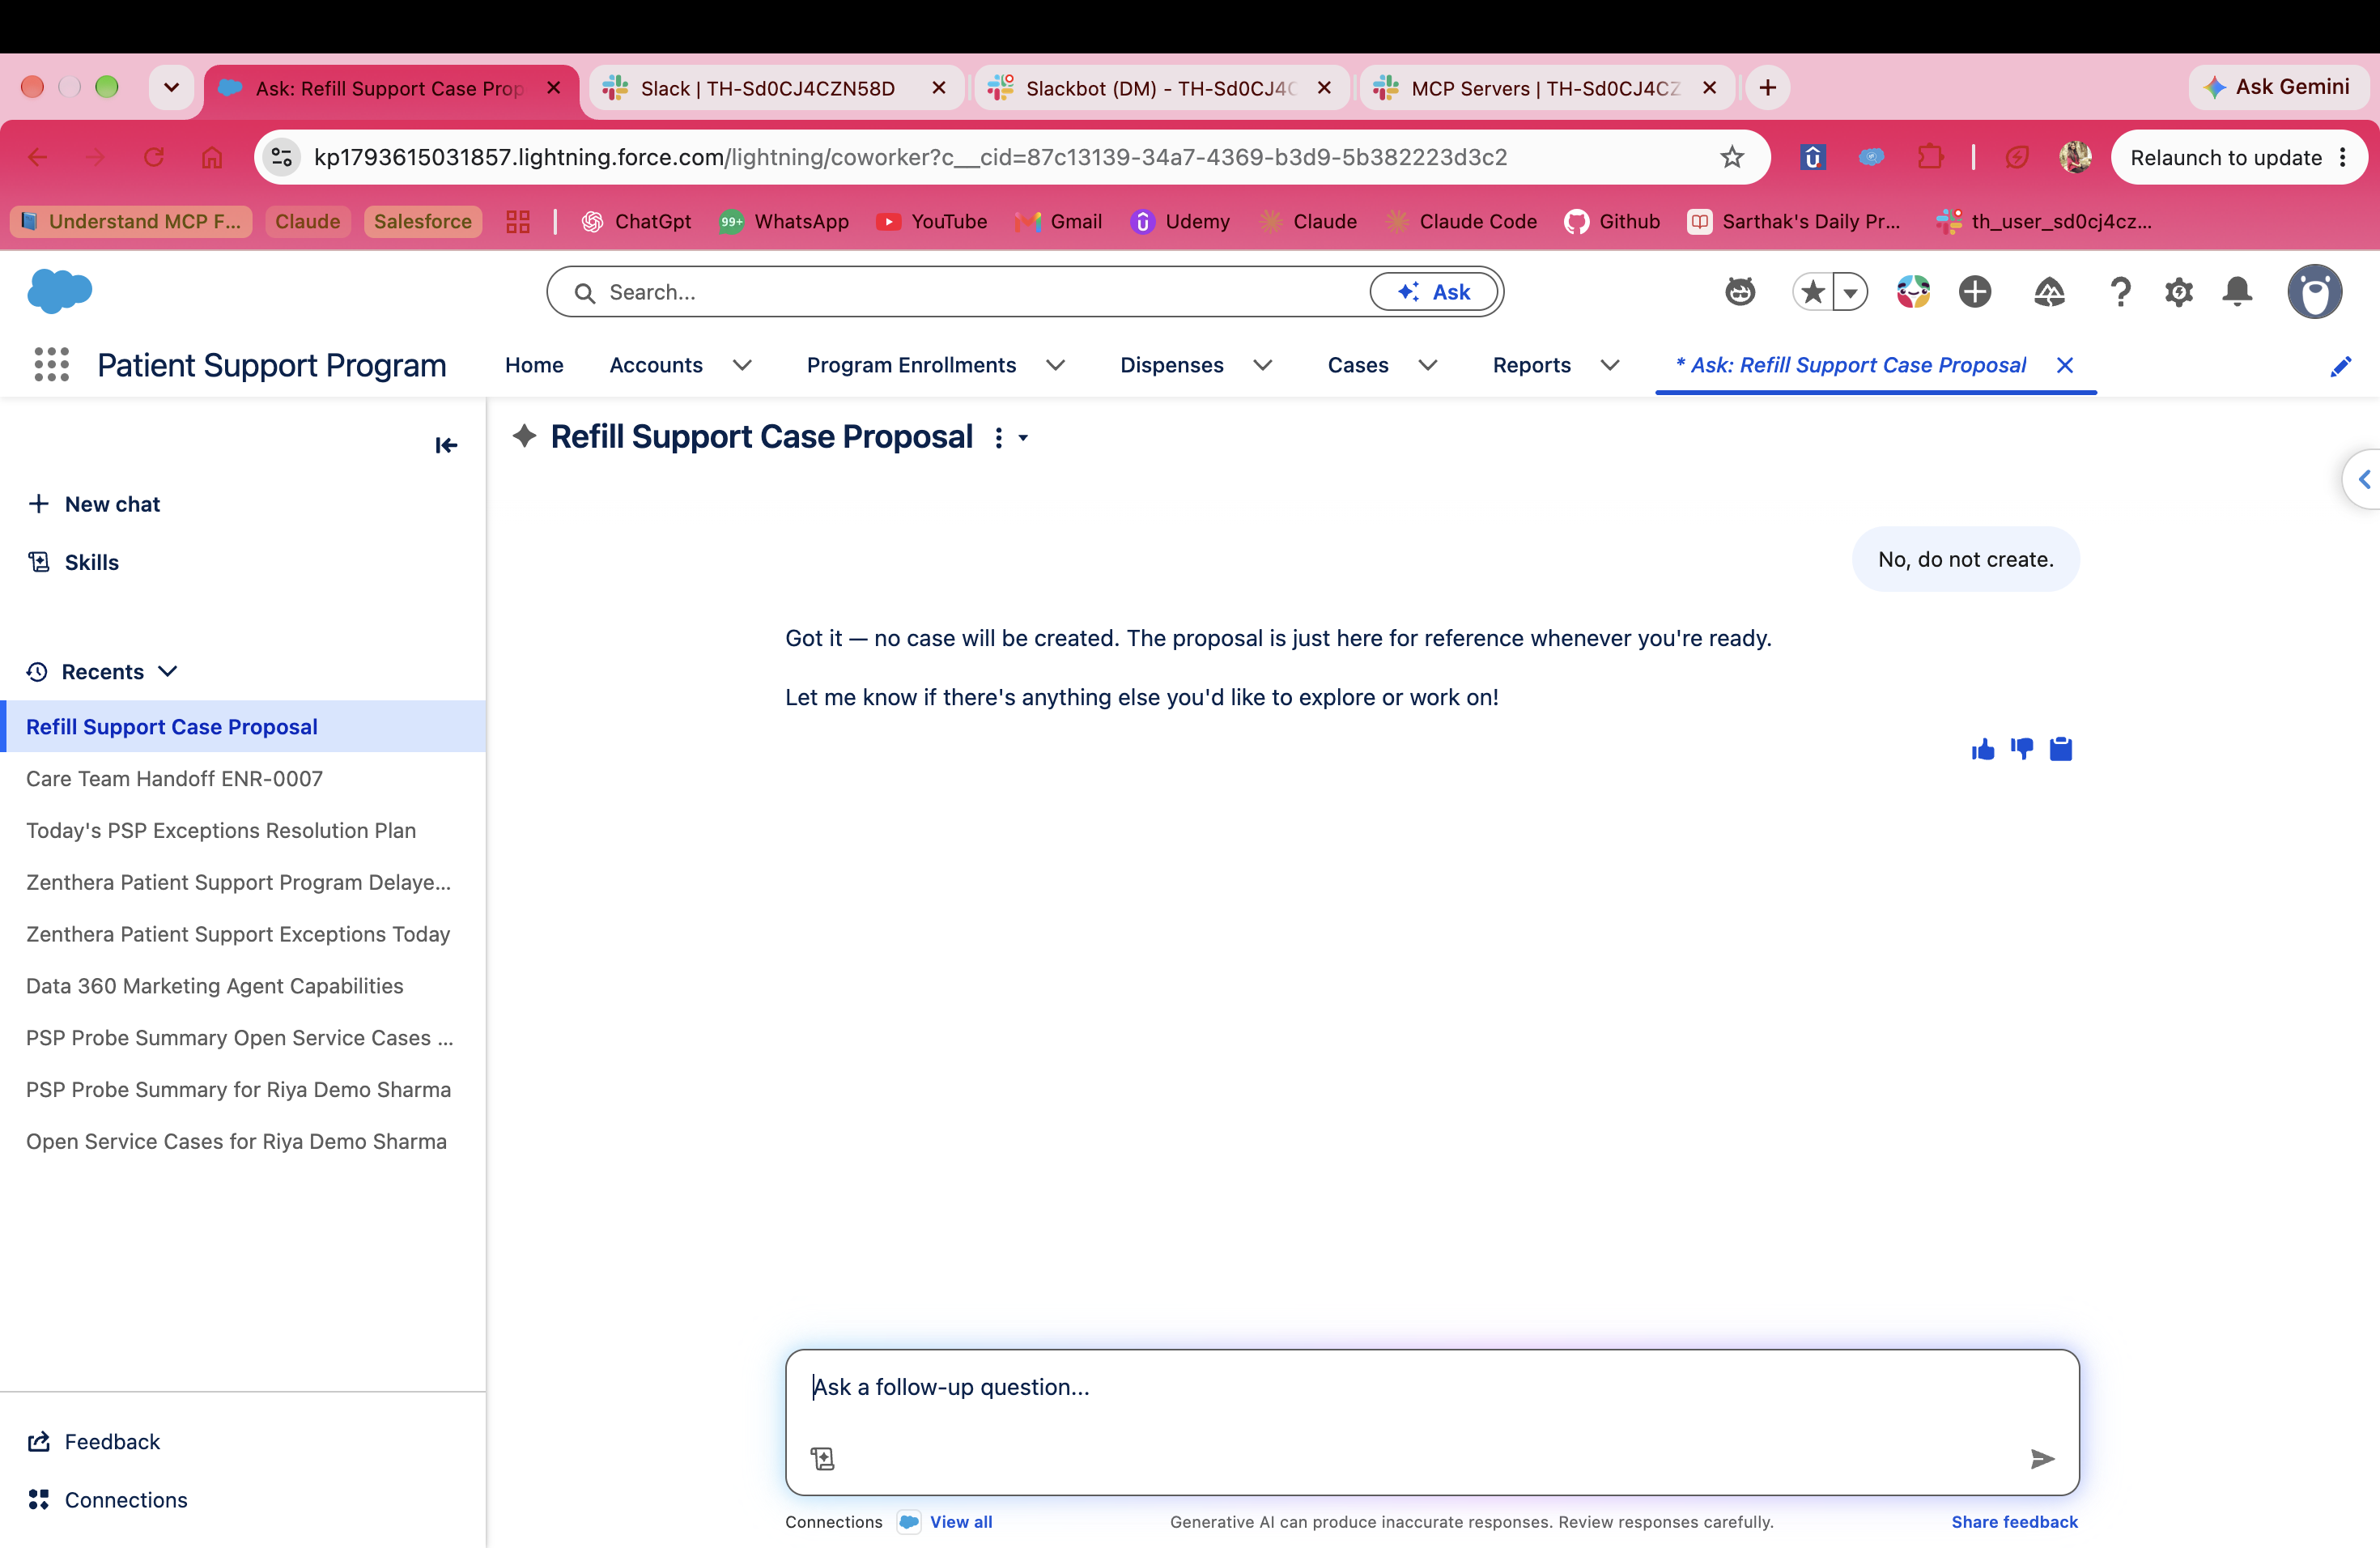 Ask: Refill Support Case Prop
Slack | TH-Sd0CJ4CZN58D
Slackbot (DM) - TH-Sd0CJ4C
MCP Servers | TH-Sd0CJ4CZ
Ask Gemini
kp1793615031857.lightning.force.com/lightning/coworker?c__cid=87c13139-34a7-4369-b3d9-5b382223d3c2
Relaunch to update
Understand MCP F...
Claude
Salesforce
ChatGpt
99+
WhatsApp
YouTube
Gmail
Udemy
Claude
Claude Code
Github
Sarthak's Daily Pr...
th_user_sd0cj4cz...
Search...
Ask
Patient Support Program
Home
Accounts
Program Enrollments
Dispenses
Cases
Reports
* Ask: Refill Support Case Proposal
New chat
Skills
Recents
Refill Support Case Proposal
Care Team Handoff ENR-0007
Today's PSP Exceptions Resolution Plan
Zenthera Patient Support Program Delaye...
Zenthera Patient Support Exceptions Today
Data 360 Marketing Agent Capabilities
PSP Probe Summary Open Service Cases ...
PSP Probe Summary for Riya Demo Sharma
Open Service Cases for Riya Demo Sharma
Feedback
Connections
Refill Support Case Proposal
No, do not create.
Got it — no case will be created. The proposal is just here for reference whenever you're ready.
Let me know if there's anything else you'd like to explore or work on!
Ask a follow-up question...
Connections
View all
Generative AI can produce inaccurate responses. Review responses carefully.
Share feedback